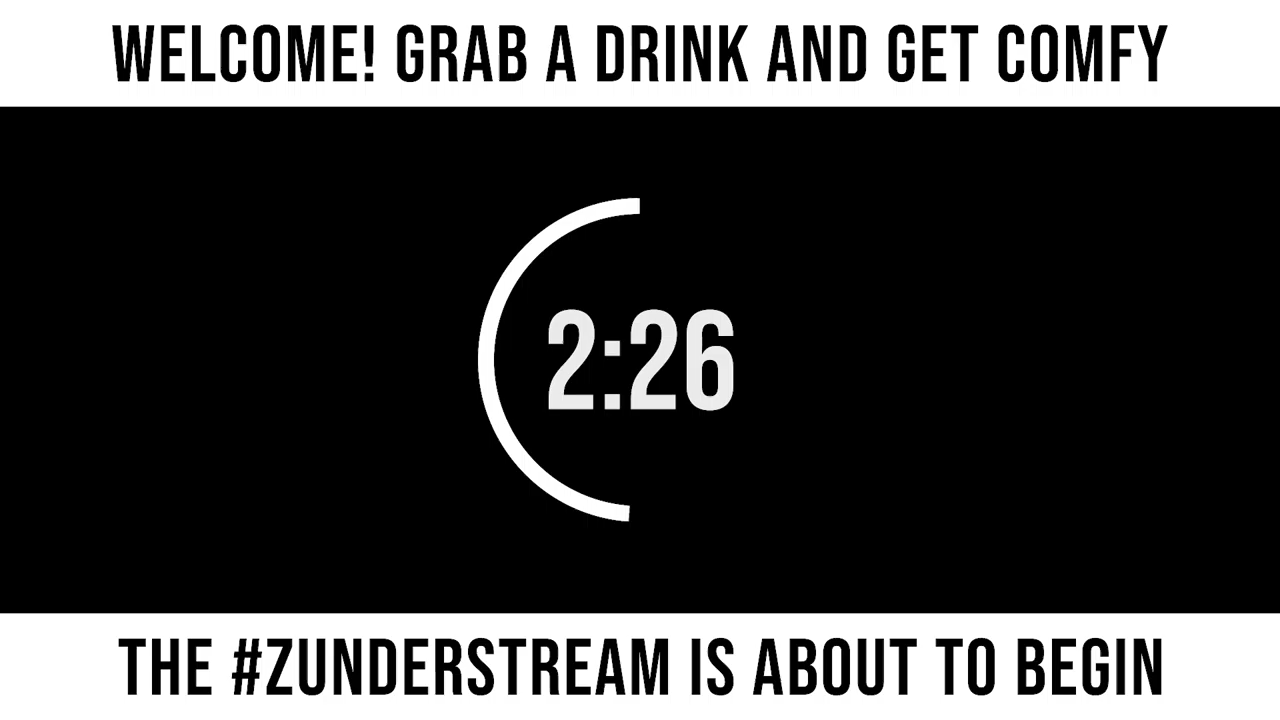 WELCOME! GRAB A DRINK AND GET COMFY
2:26
THE #ZUNDERSTREAM IS ABOUT TO BEGIN